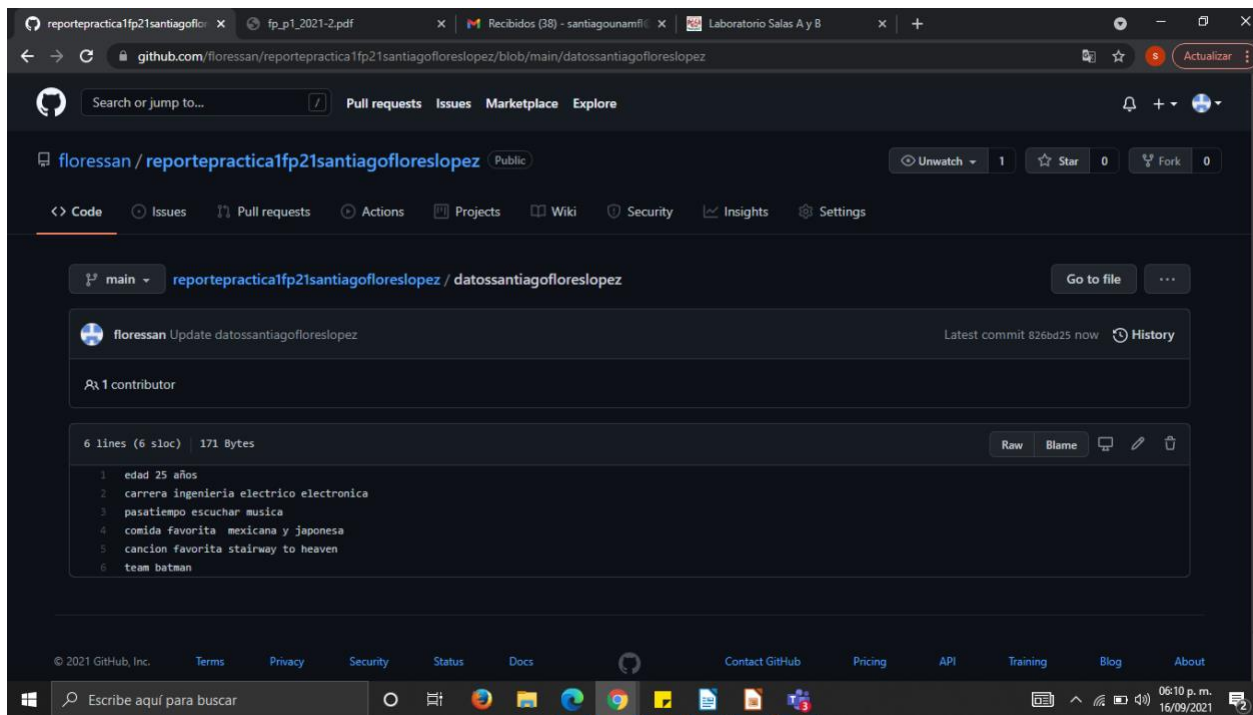 reportepractica1fp21santiagoflor
fp_p1_2021-2.pdf
Recibidos (38) - santiagounamfi@
Laboratorio Salas A y B
github.com/floressan/reportepractica1fp21santiagofloreslopez/blob/main/datossantiagofloreslopez
s
Actualizar
Search or jump to...
/
Pull requests Issues Marketplace Explore
floressan / reportepractica1fp21santiagofloreslopez Public
Unwatch 1 Star 0 Fork 0
<> Code Issues Pull requests Actions Projects Wiki Security Insights Settings
main reportepractica1fp21santiagofloreslopez / datossantiagofloreslopez Go to file ...
floressan Update datossantiagofloreslopez Latest commit 826bd25 now History
1 contributor
6 lines (6 sloc) 171 Bytes Raw Blame
1 edad 25 años
2 carrera ingenieria electrico electronica
3 pasatiempo escuchar musica
4 comida favorita  mexicana y japonesa
5 cancion favorita stairway to heaven
6 team batman
© 2021 GitHub, Inc. Terms Privacy Security Status Docs Contact GitHub Pricing API Training Blog About
Escribe aquí para buscar
06:10 p. m.
16/09/2021